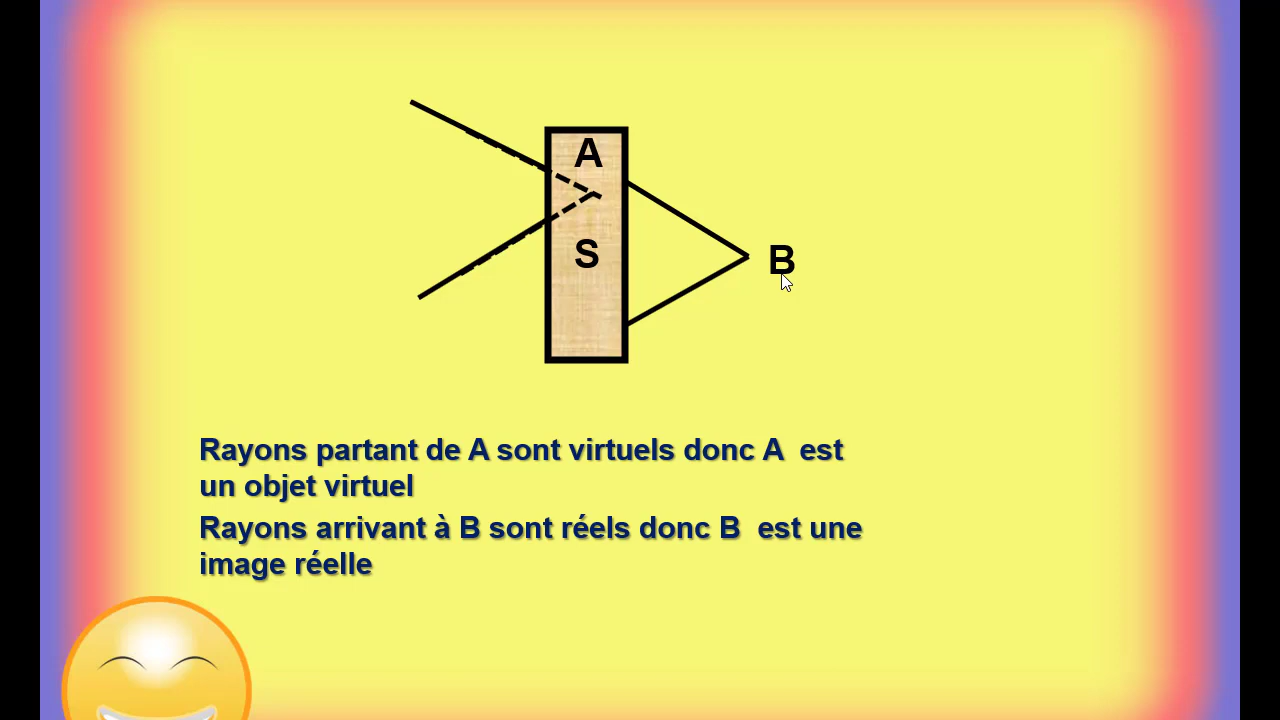 A
S
B
Rayons partant de A sont virtuels donc A est
un objet virtuel
Rayons arrivant à B sont réels donc B est une
image réelle